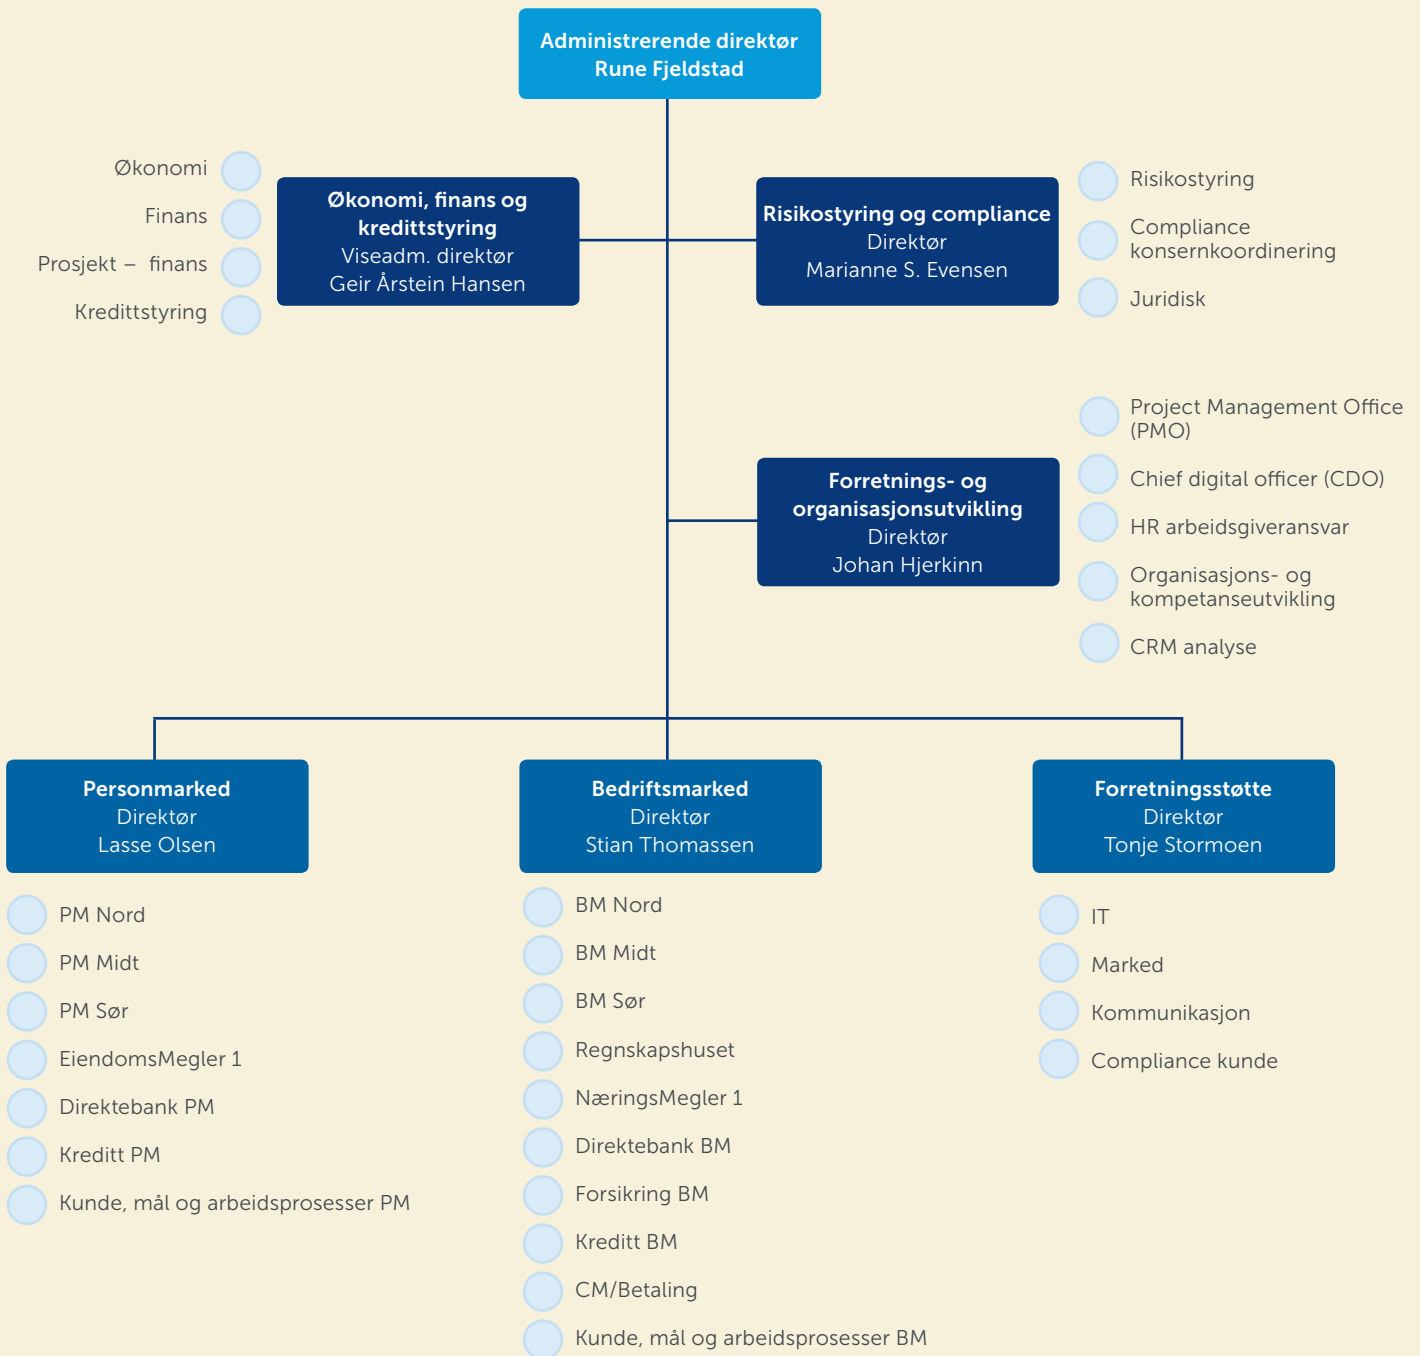 Administrerende direktør
Rune Fjeldstad
Økonomi
Finans
Prosjekt – finans
Kredittstyring
Økonomi, finans og
kredittstyring
Viseadm. direktør
Geir Årstein Hansen
Risikostyring og compliance
Direktør
Marianne S. Evensen
Risikostyring
Compliance
konsernkoordinering
Juridisk
Forretnings- og
organisasjonsutvikling
Direktør
Johan Hjerkinn
Project Management Office
(PMO)
Chief digital officer (CDO)
HR arbeidsgiveransvar
Organisasjons- og
kompetanseutvikling
CRM analyse
Personmarked
Direktør
Lasse Olsen
PM Nord
PM Midt
PM Sør
EiendomsMegler 1
Direktebank PM
Kreditt PM
Kunde, mål og arbeidsprosesser PM
Bedriftsmarked
Direktør
Stian Thomassen
BM Nord
BM Midt
BM Sør
Regnskapshuset
NæringsMegler 1
Direktebank BM
Forsikring BM
Kreditt BM
CM/Betaling
Kunde, mål og arbeidsprosesser BM
Forretningsstøtte
Direktør
Tonje Stormoen
IT
Marked
Kommunikasjon
Compliance kunde